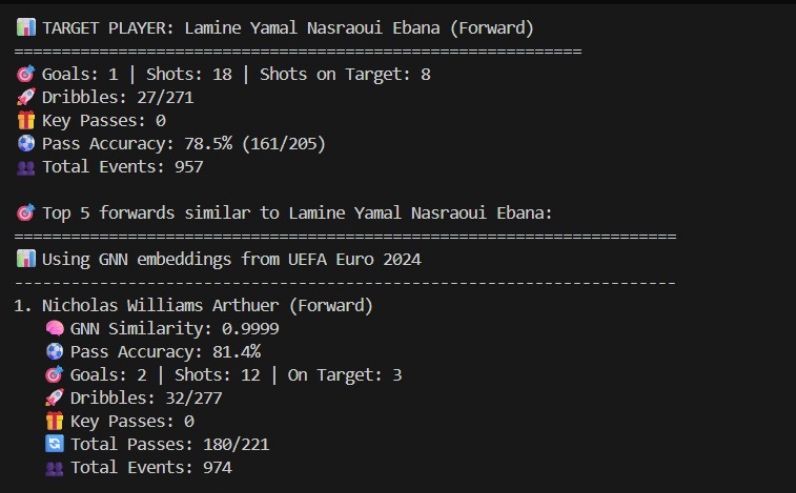 📊 TARGET PLAYER: Lamine Yamal Nasraoui Ebana (Forward)
============================================================
🎯 Goals: 1 | Shots: 18 | Shots on Target: 8
🚀 Dribbles: 27/271
🎁 Key Passes: 0
⚽ Pass Accuracy: 78.5% (161/205)
👥 Total Events: 957
🎯 Top 5 forwards similar to Lamine Yamal Nasraoui Ebana:
======================================================================
📊 Using GNN embeddings from UEFA Euro 2024
----------------------------------------------------------------------
1. Nicholas Williams Arthuer (Forward)
🧠 GNN Similarity: 0.9999
⚽ Pass Accuracy: 81.4%
🎯 Goals: 2 | Shots: 12 | On Target: 3
🚀 Dribbles: 32/277
🎁 Key Passes: 0
🔄 Total Passes: 180/221
👥 Total Events: 974